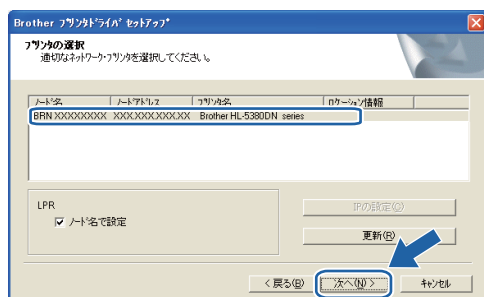 Brother ﾌﾟﾘﾝﾀﾄﾞﾗｲﾊﾞ ｾｯﾄｱｯﾌﾟ
ﾌﾟﾘﾝﾀの選択
適切なﾈｯﾄﾜｰｸ･ﾌﾟﾘﾝﾀを選択してください。
ﾉｰﾄﾞ名 ﾉｰﾄﾞｱﾄﾞﾚｽ ﾌﾟﾘﾝﾀ名 ﾛｹｰｼｮﾝ情報
BRN XXXXXXXXX XXX.XXX.XXX.XX Brother HL-5380DN series
LPR
ﾉｰﾄﾞ名で設定
IPの設定(C)
更新(R)
< 戻る(B) 次へ(N) > ｷｬﾝｾﾙ